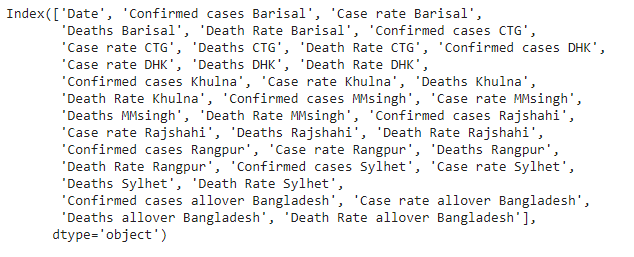 Index(['Date', 'Confirmed cases Barisal', 'Case rate Barisal',
'Deaths Barisal', 'Death Rate Barisal', 'Confirmed cases CTG',
'Case rate CTG', 'Deaths CTG', 'Death Rate CTG', 'Confirmed cases DHK',
'Case rate DHK', 'Deaths DHK', 'Death Rate DHK',
'Confirmed cases Khulna', 'Case rate Khulna', 'Deaths Khulna',
'Death Rate Khulna', 'Confirmed cases MMsingh', 'Case rate MMsingh',
'Deaths MMsingh', 'Death Rate MMsingh', 'Confirmed cases Rajshahi',
'Case rate Rajshahi', 'Deaths Rajshahi', 'Death Rate Rajshahi',
'Confirmed cases Rangpur', 'Case rate Rangpur', 'Deaths Rangpur',
'Death Rate Rangpur', 'Confirmed cases Sylhet', 'Case rate Sylhet',
'Deaths Sylhet', 'Death Rate Sylhet',
'Confirmed cases allover Bangladesh', 'Case rate allover Bangladesh',
'Deaths allover Bangladesh', 'Death Rate allover Bangladesh'],
dtype='object')